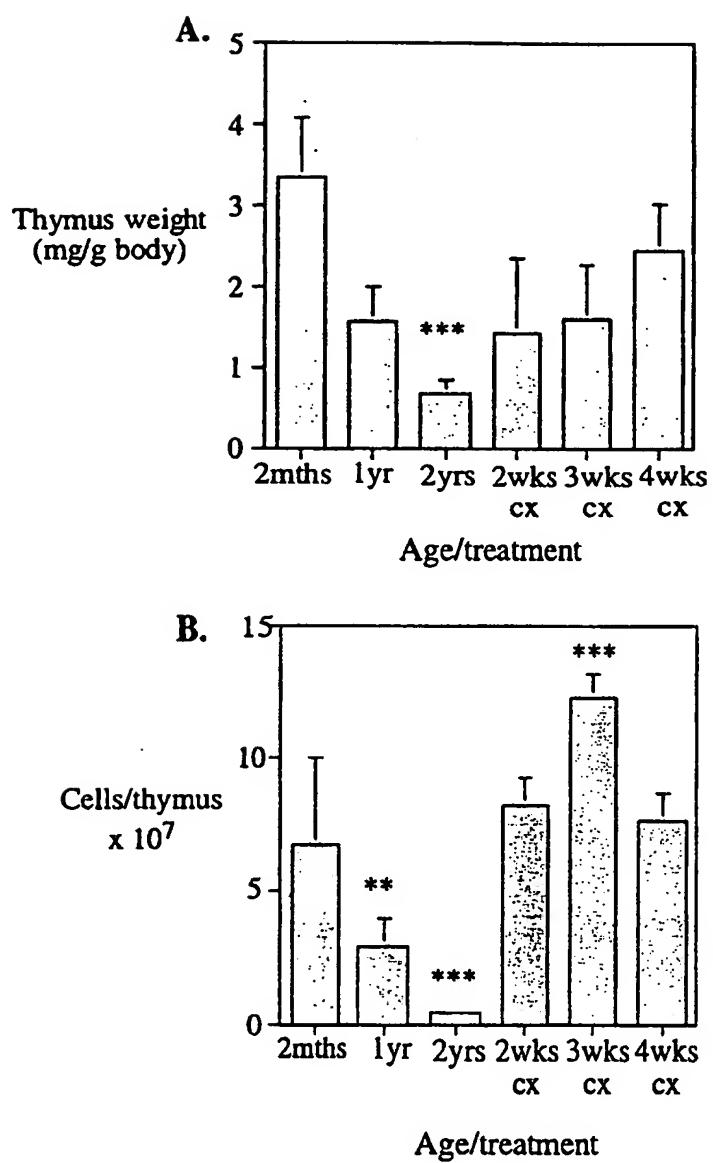 A.
5
4
3
2
1
0
Thymus weight
(mg/g body)
***
2mths 1yr 2yrs 2wks 3wks 4wks
cx cx cx
Age/treatment
B.
15
10
5
0
Cells/thymus
x 10⁷
***
**
***
2mths 1yr 2yrs 2wks 3wks 4wks
cx cx cx
Age/treatment